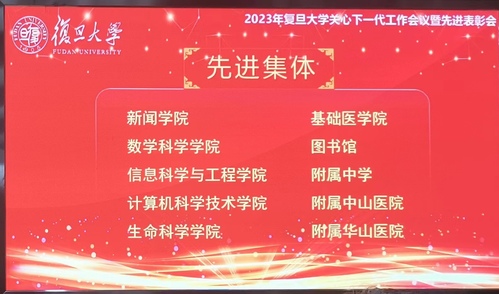 2023年复旦大学关心下一代工作会议暨先进表彰会
復旦大學
FUDAN UNIVERSITY
先进集体
新闻学院
数学科学学院
信息科学与工程学院
计算机科学技术学院
生命科学学院
基础医学院
图书馆
附属中学
附属中山医院
附属华山医院